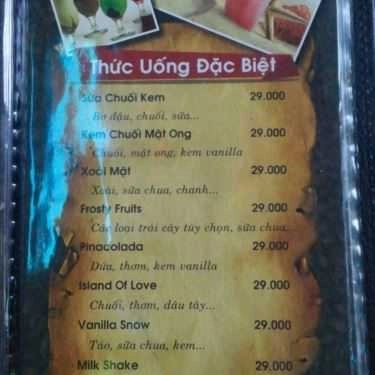 Thức Uống Đặc Biệt
Sữa Chuối Kem 29.000
Bơ đậu, chuối, sữa...
Kem Chuối Mật Ong 29.000
Chuối, mật ong, kem vanilla
Xoài Mật 29.000
Xoài, sữa chua, chanh...
Frosty Fruits 29.000
Các loại trái cây tùy chọn, sữa chua...
Pinacolada 29.000
Dừa, thơm, kem vanilla
Island Of Love 29.000
Chuối, thơm, dâu tây...
Vanilla Snow 29.000
Táo, sữa chua, kem...
Milk Shake 29.000